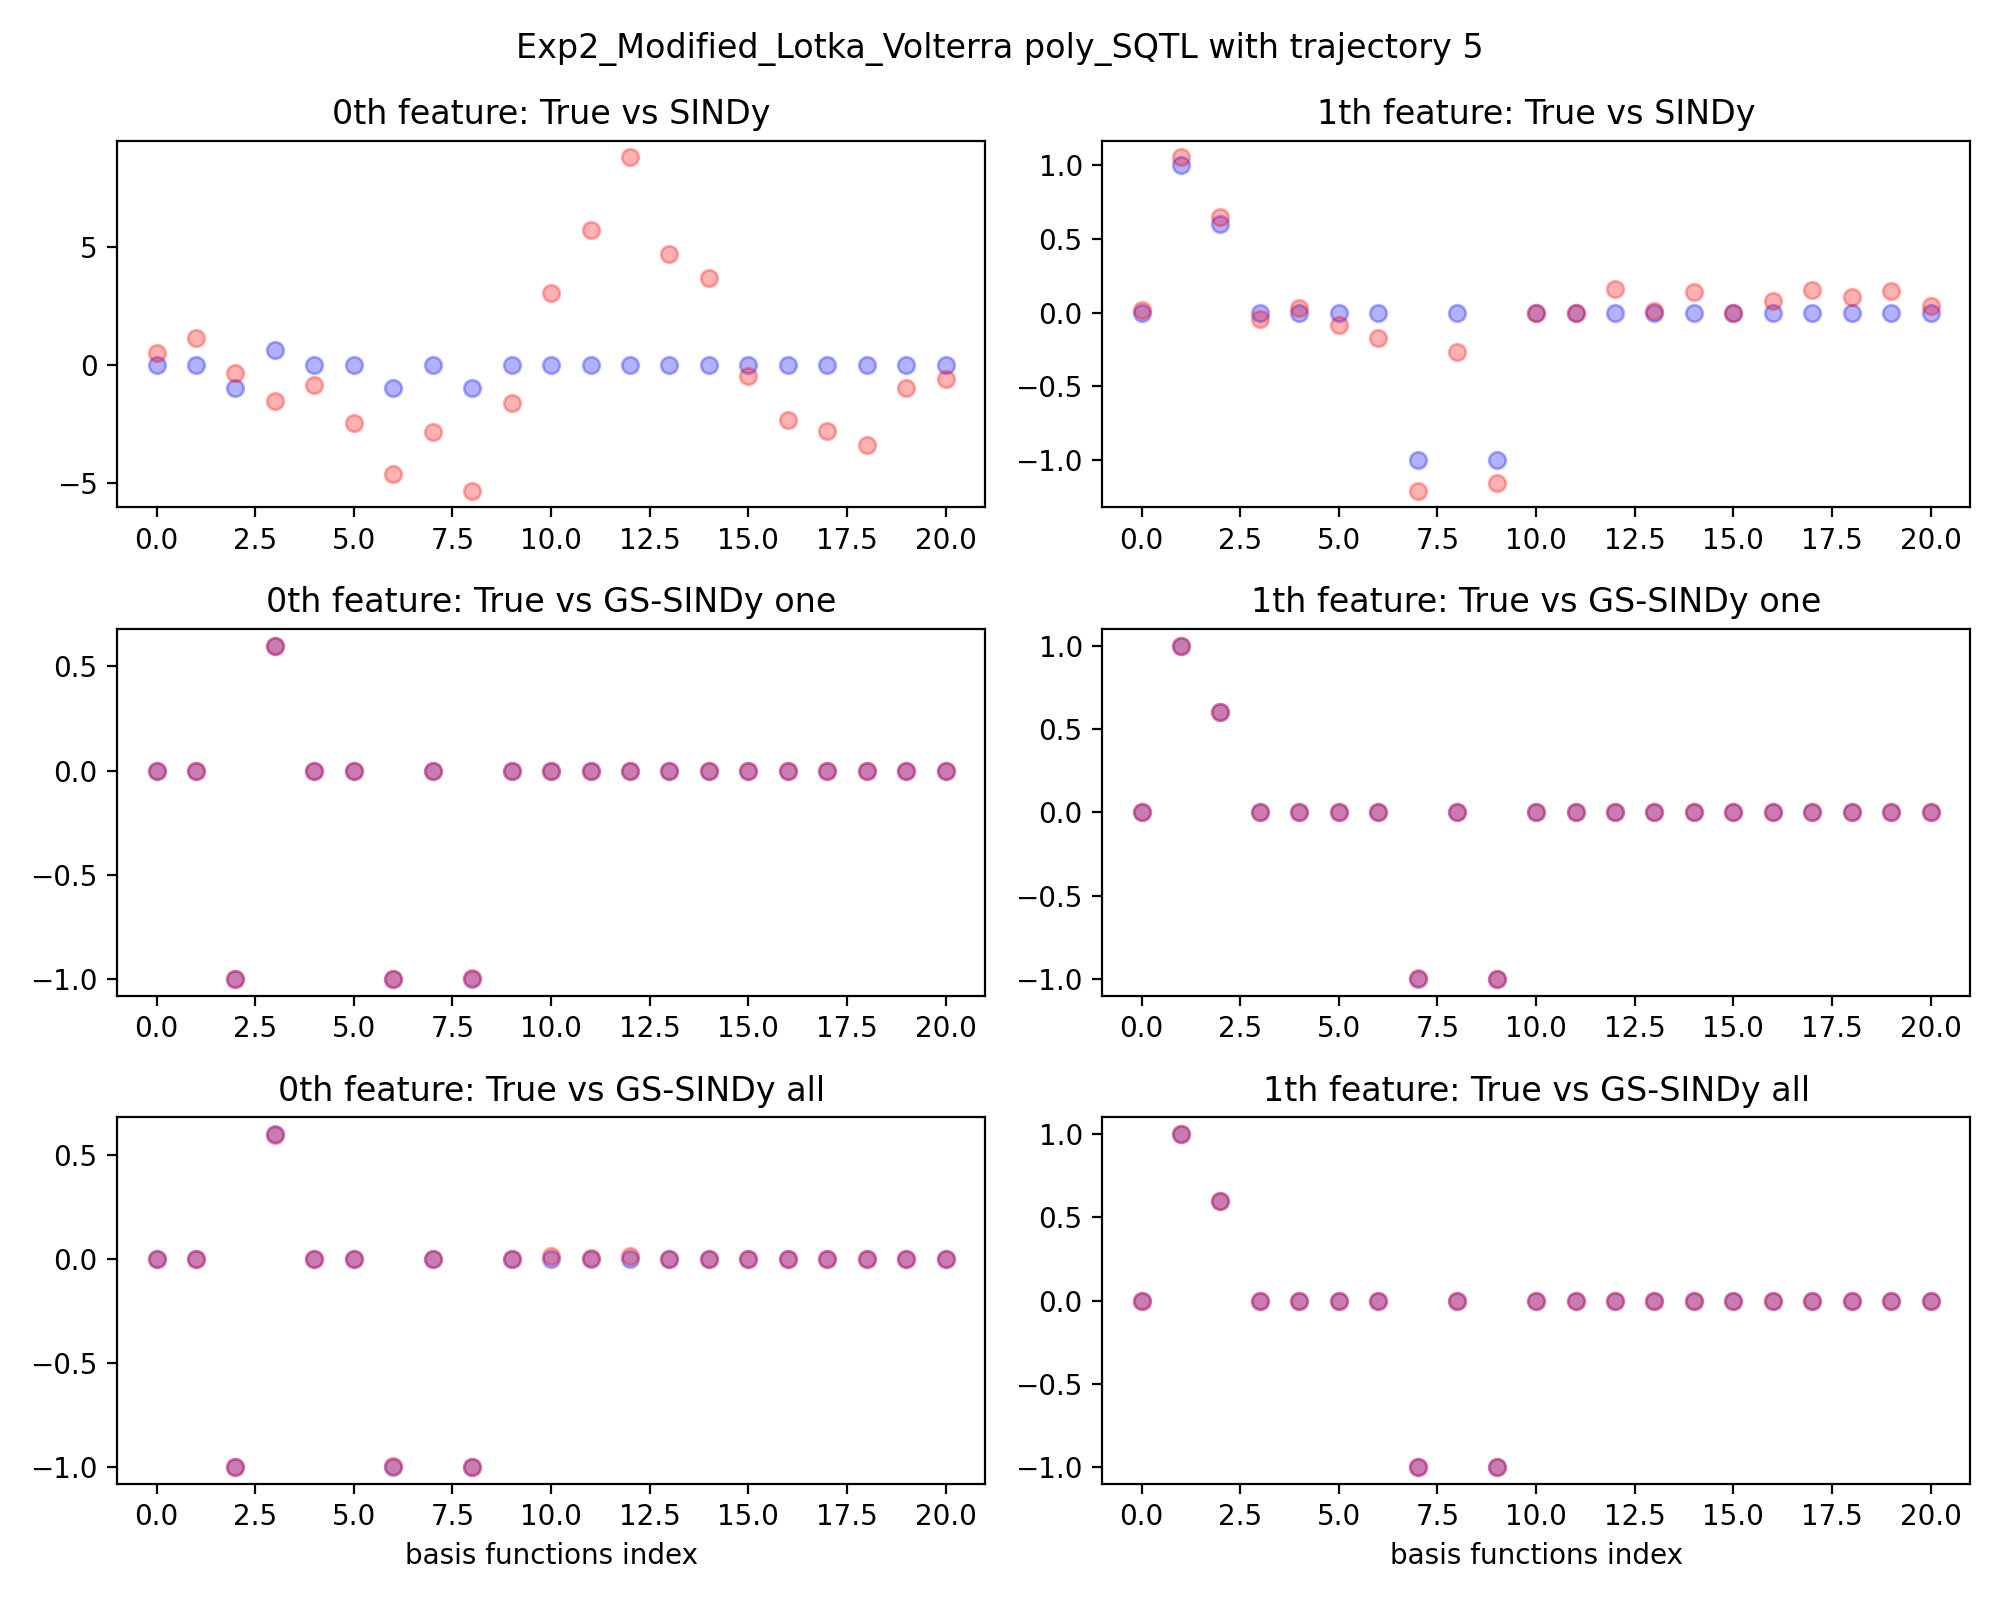 Exp2_Modified_Lotka_Volterra poly_SQTL with trajectory 5
0th feature: True vs SINDy
5
0
−5
0.0 2.5 5.0 7.5 10.0 12.5 15.0 17.5 20.0
1th feature: True vs SINDy
1.0
0.5
0.0
−0.5
−1.0
0.0 2.5 5.0 7.5 10.0 12.5 15.0 17.5 20.0
0th feature: True vs GS-SINDy one
0.5
0.0
−0.5
−1.0
0.0 2.5 5.0 7.5 10.0 12.5 15.0 17.5 20.0
1th feature: True vs GS-SINDy one
1.0
0.5
0.0
−0.5
−1.0
0.0 2.5 5.0 7.5 10.0 12.5 15.0 17.5 20.0
0th feature: True vs GS-SINDy all
0.5
0.0
−0.5
−1.0
0.0 2.5 5.0 7.5 10.0 12.5 15.0 17.5 20.0
basis functions index
1th feature: True vs GS-SINDy all
1.0
0.5
0.0
−0.5
−1.0
0.0 2.5 5.0 7.5 10.0 12.5 15.0 17.5 20.0
basis functions index